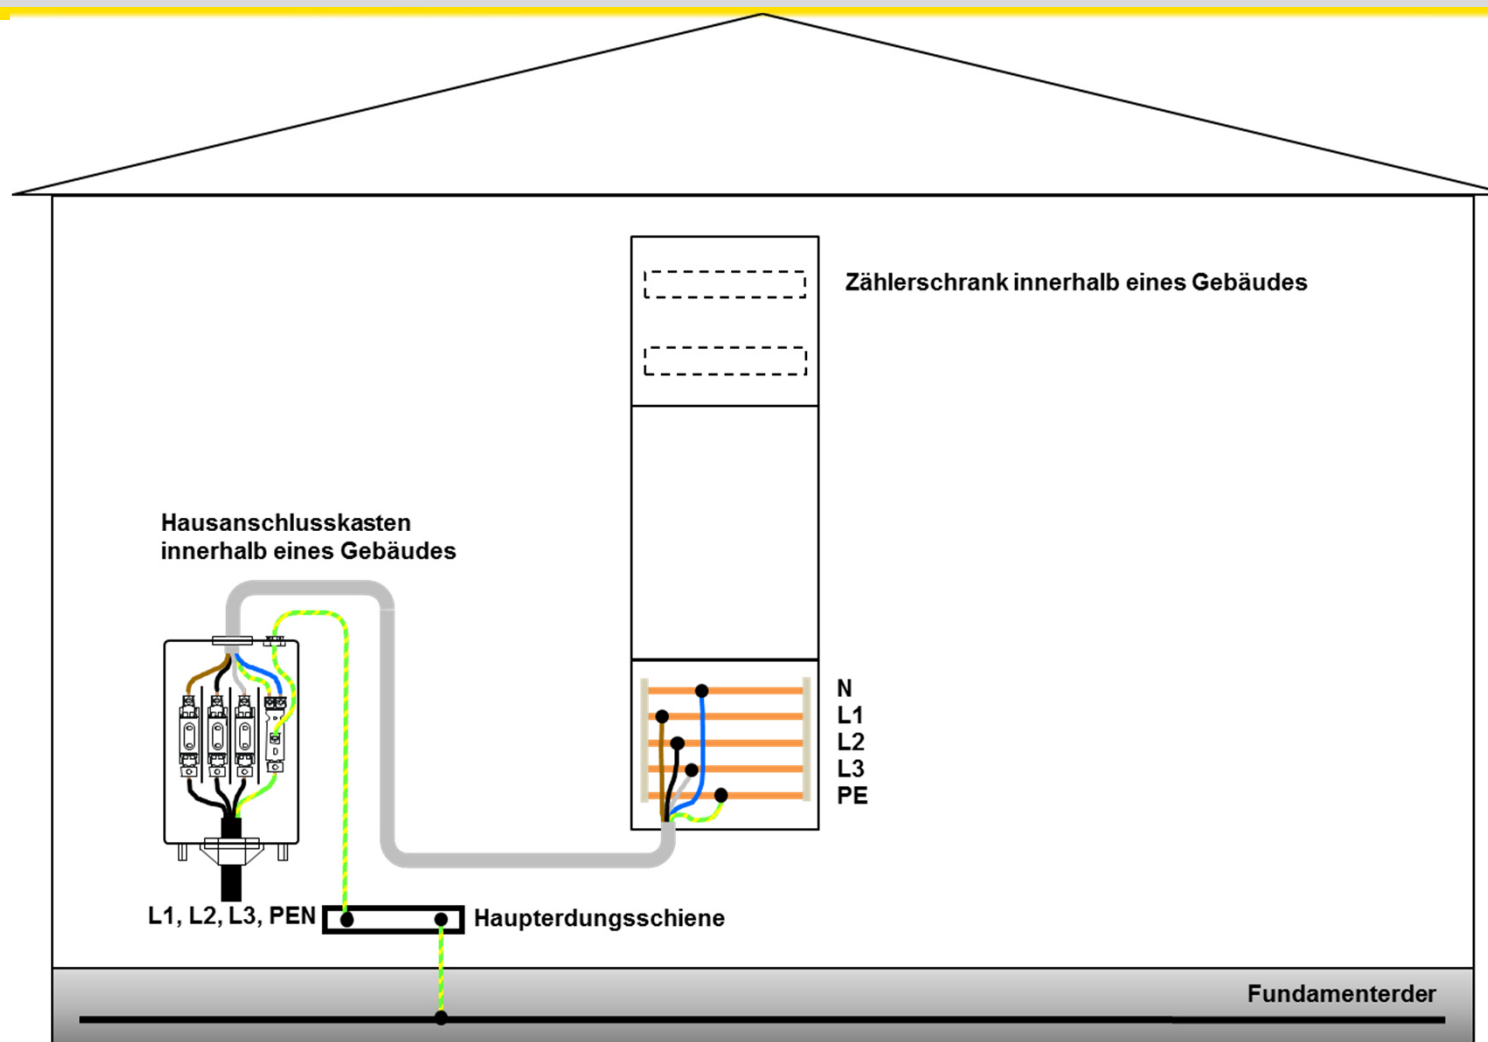 Zählerschrank innerhalb eines Gebäudes
Hausanschlusskasten
innerhalb eines Gebäudes
N
L1
L2
L3
PE
L1, L2, L3, PEN
Haupterdungsschiene
Fundamenterder